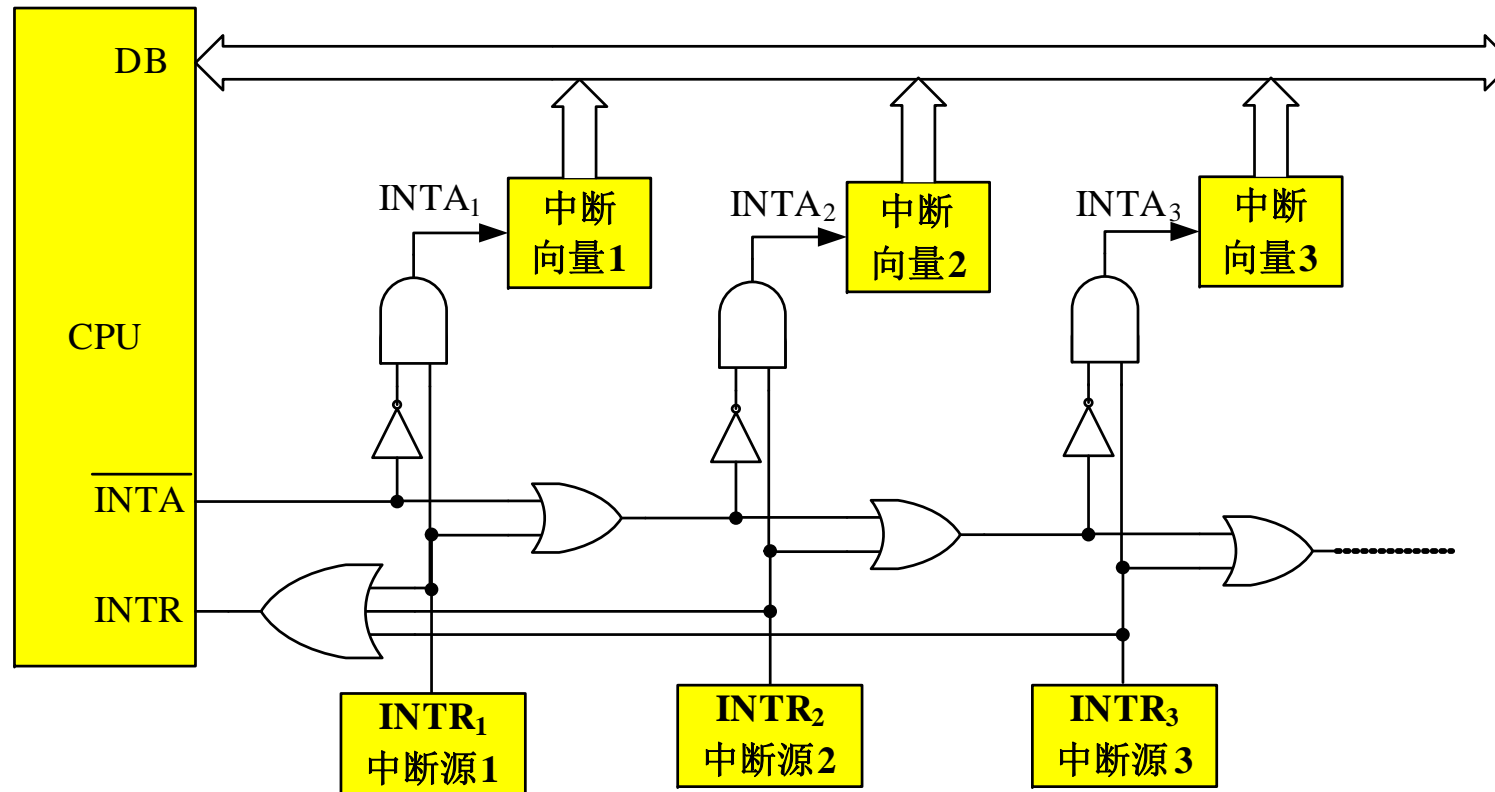 DB
CPU
INTA
INTR
INTA₁
中断
向量1
INTA₂
中断
向量2
INTA₃
中断
向量3
INTR₁
中断源1
INTR₂
中断源2
INTR₃
中断源3